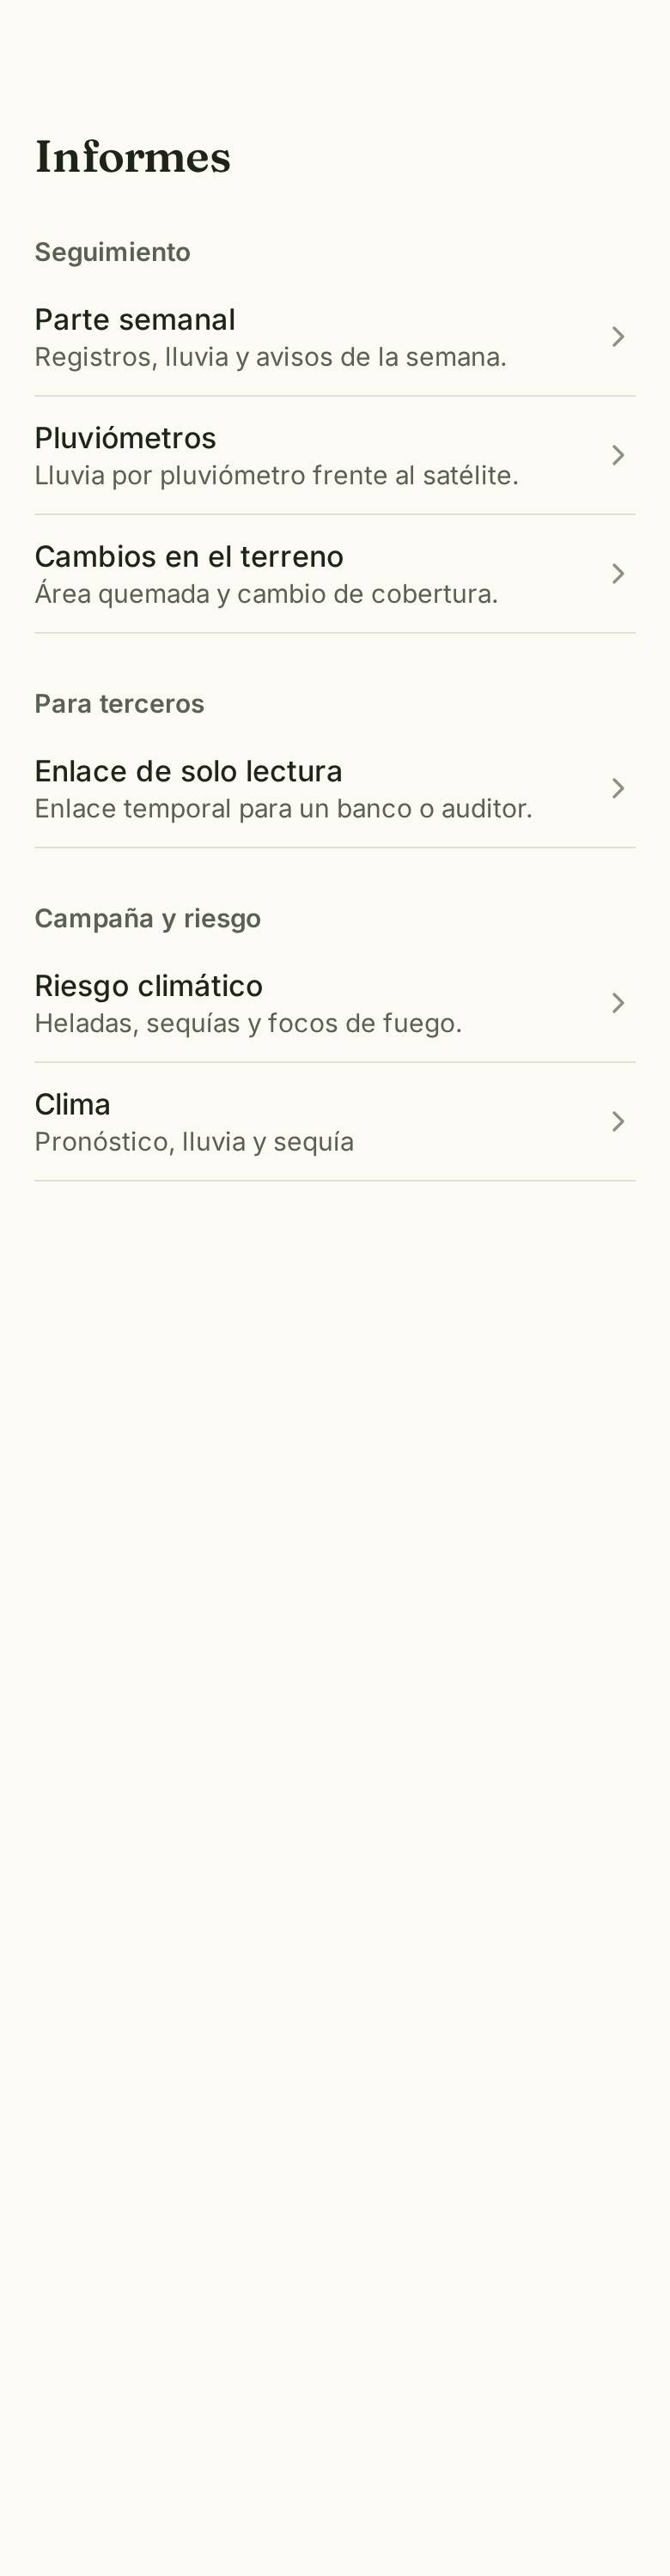 Informes
Seguimiento
Parte semanal
Registros, lluvia y avisos de la semana.
Pluviómetros
Lluvia por pluviómetro frente al satélite.
Cambios en el terreno
Área quemada y cambio de cobertura.
Para terceros
Enlace de solo lectura
Enlace temporal para un banco o auditor.
Campaña y riesgo
Riesgo climático
Heladas, sequías y focos de fuego.
Clima
Pronóstico, lluvia y sequía